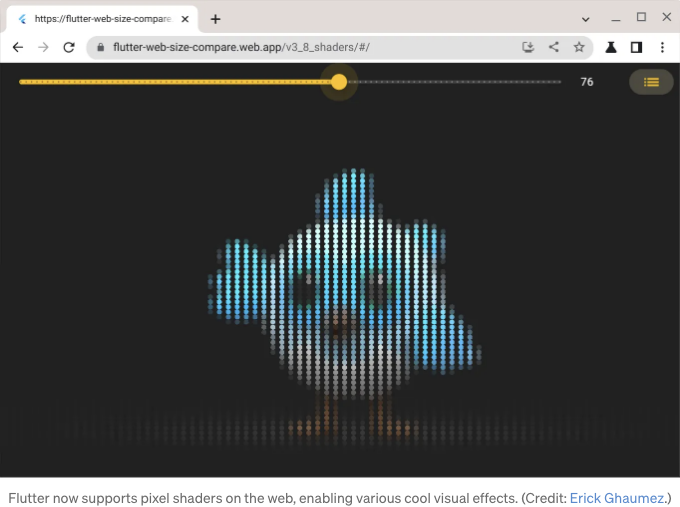 https://flutter-web-size-compare
flutter-web-size-compare.web.app/v3_8_shaders/#/
76
Flutter now supports pixel shaders on the web, enabling various cool visual effects. (Credit: Erick Ghaumez.)